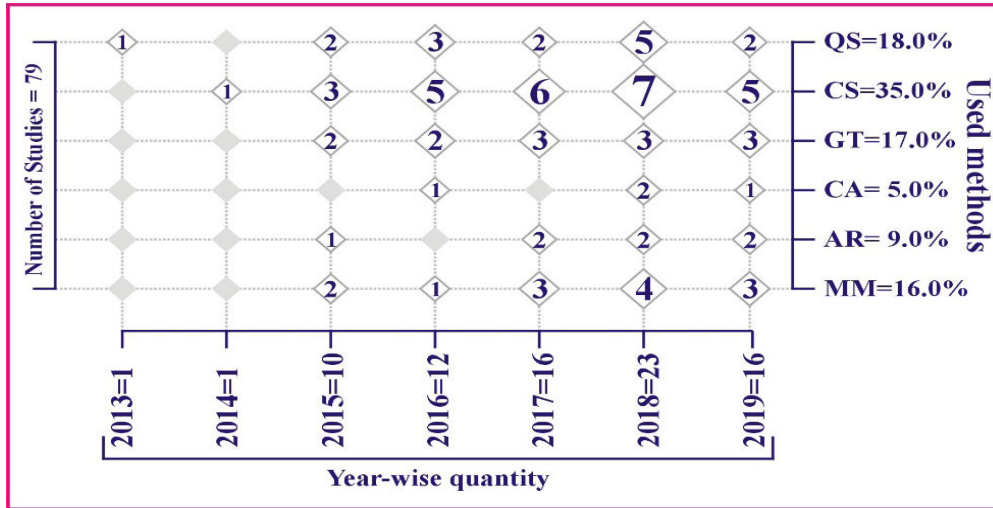 Number of Studies = 79
1 2 3 2 5 2 QS=18.0%
1 3 5 6 7 5 CS=35.0%
2 2 3 3 3 GT=17.0%
1 2 1 CA= 5.0%
1 2 2 2 AR= 9.0%
2 1 3 4 3 MM=16.0%
Used methods
2013=1
2014=1
2015=10
2016=12
2017=16
2018=23
2019=16
Year-wise quantity